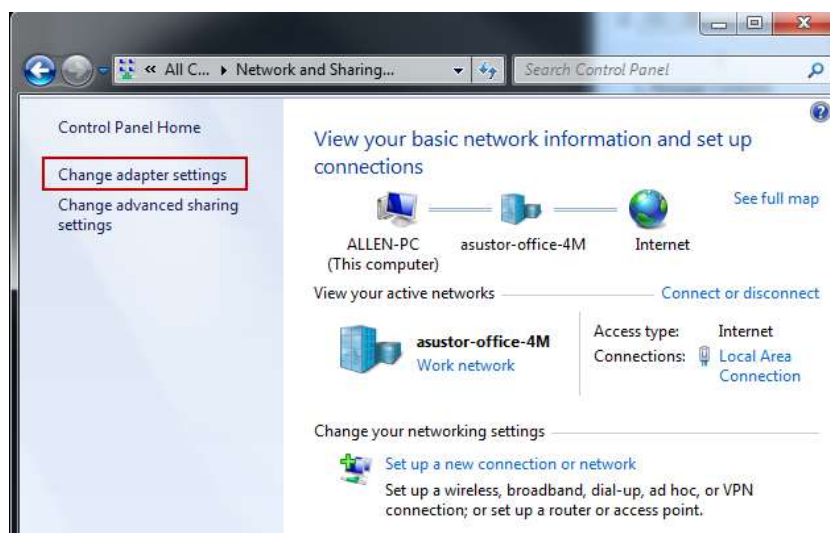 « All C... ▸ Network and Sharing...
Search Control Panel
Control Panel Home
Change adapter settings
Change advanced sharing
settings
View your basic network information and set up
connections
See full map
ALLEN-PC
(This computer)
asustor-office-4M
Internet
View your active networks
Connect or disconnect
asustor-office-4M
Work network
Access type:
Internet
Connections:
Local Area
Connection
Change your networking settings
Set up a new connection or network
Set up a wireless, broadband, dial-up, ad hoc, or VPN
connection; or set up a router or access point.